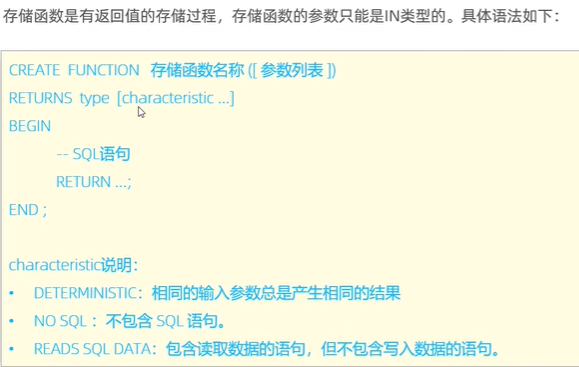 存储函数是有返回值的存储过程，存储函数的参数只能是IN类型的。具体语法如下：
CREATE FUNCTION 存储函数名称 ([ 参数列表 ])
RETURNS type [characteristic ...]
BEGIN
-- SQL语句
RETURN ...;
END ;
characteristic说明：
• DETERMINISTIC：相同的输入参数总是产生相同的结果
• NO SQL ：不包含 SQL 语句。
• READS SQL DATA：包含读取数据的语句，但不包含写入数据的语句。